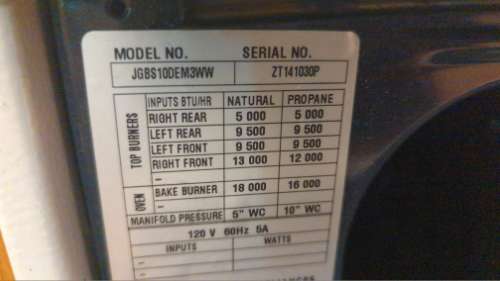 MODEL NO. SERIAL NO.
JGBS10DEM3WW ZT141030P
INPUTS BTU/HR NATURAL PROPANE
TOP BURNERS
RIGHT REAR 5 000 5 000
LEFT REAR 9 500 9 500
LEFT FRONT 9 500 9 500
RIGHT FRONT 13 000 12 000
–
OVEN
BAKE BURNER 18 000 16 000
–
MANIFOLD PRESSURE 5" WC 10" WC
120 V 60Hz 5A
INPUTS WATTS
–
–